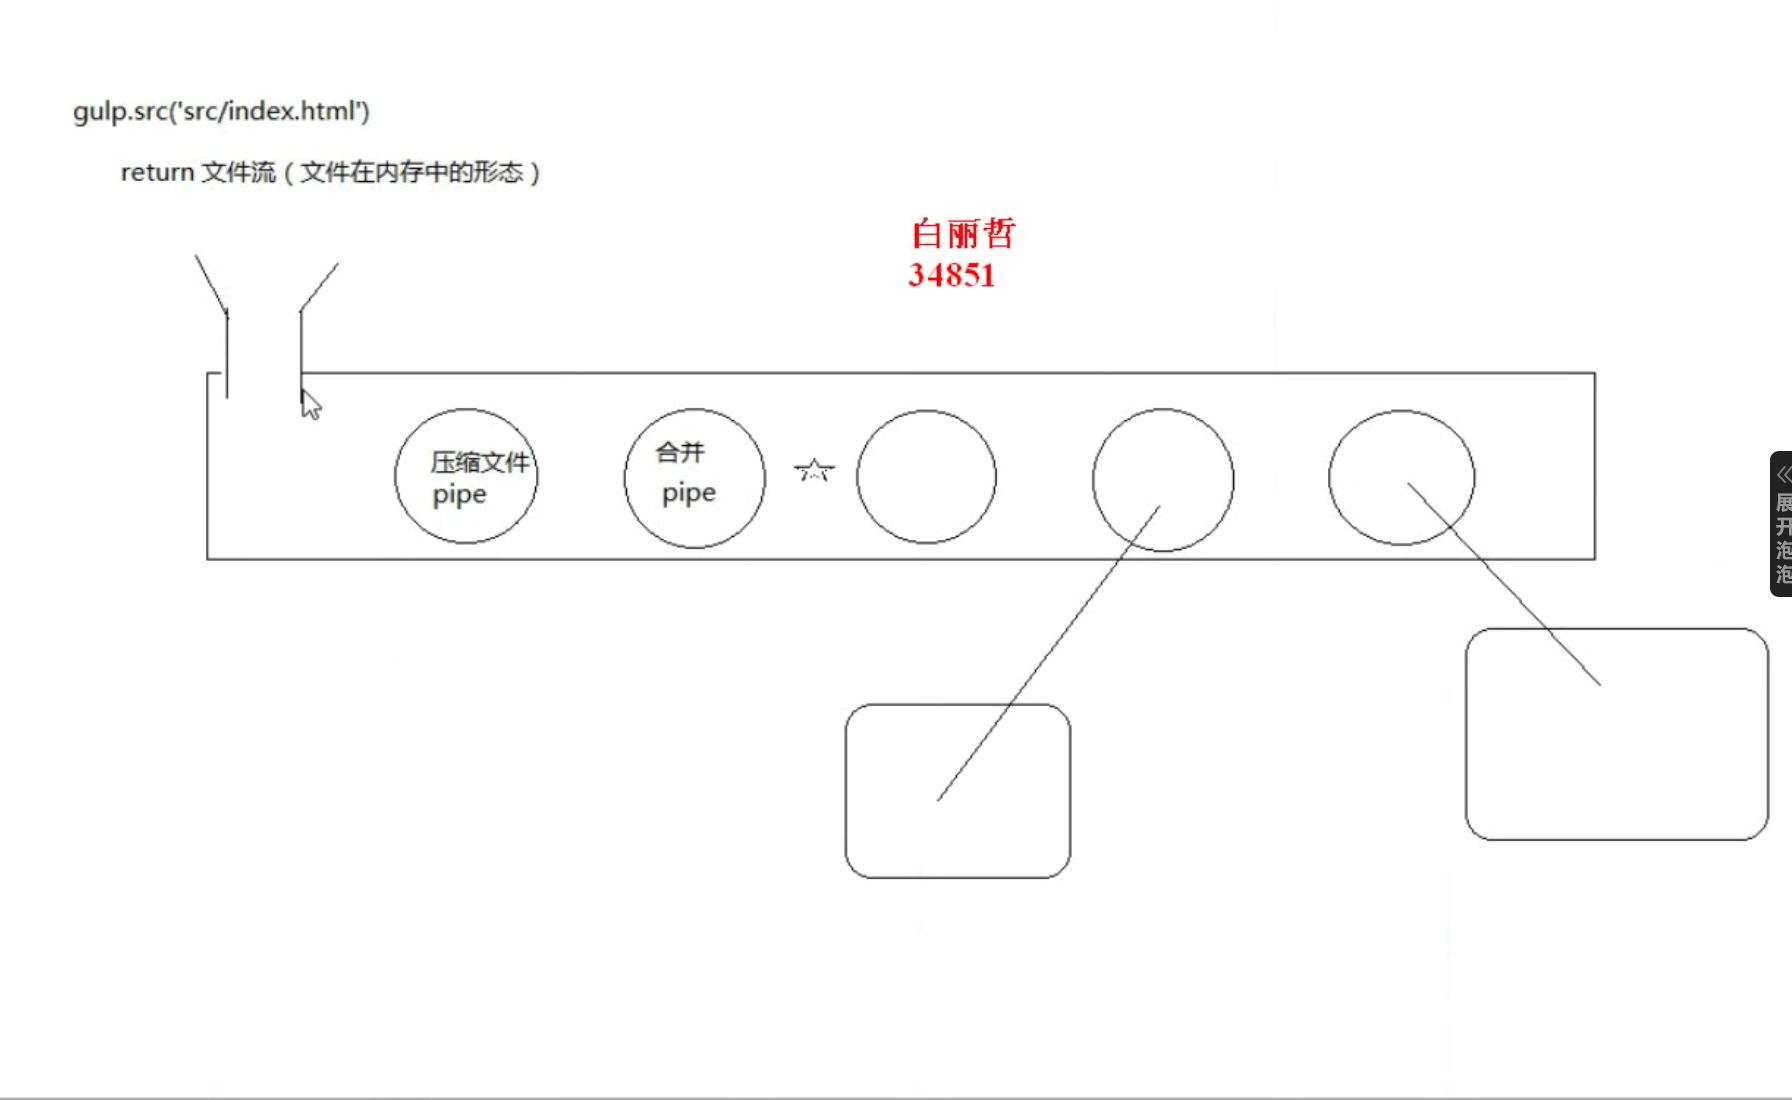 gulp.src('src/index.html')
return 文件流（文件在内存中的形态）
白丽哲
34851
压缩文件
pipe
合并
pipe
展
开
泡
泡